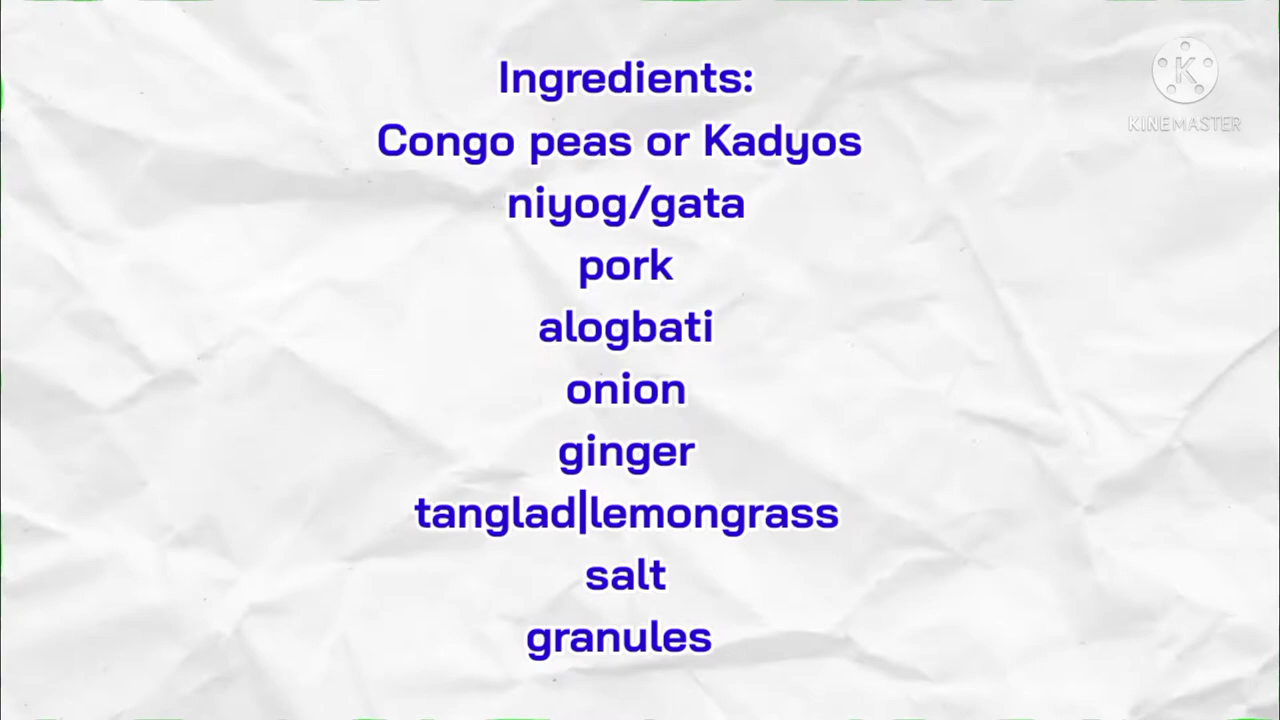 Ingredients:
Congo peas or Kadyos
niyog/gata
pork
alogbati
onion
ginger
tanglad|lemongrass
salt
granules
K
KINEMASTER